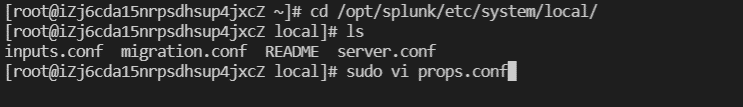 [root@iZj6cda15nrpsdhsup4jxcZ ~]# cd /opt/splunk/etc/system/local/
[root@iZj6cda15nrpsdhsup4jxcZ local]# ls
inputs.conf  migration.conf  README  server.conf
[root@iZj6cda15nrpsdhsup4jxcZ local]# sudo vi props.conf